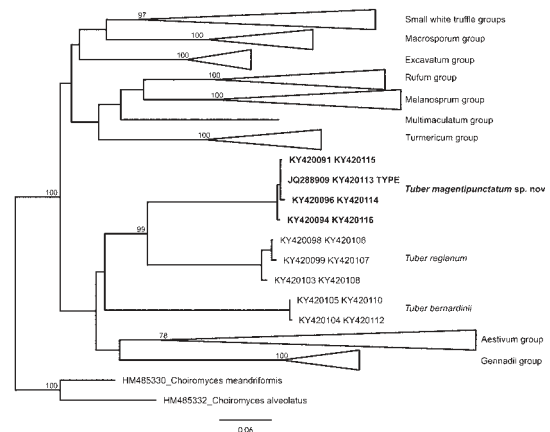 97
Small white truffle groups
100
Macrosporum group
100
Excavatum group
100
Rufum group
100
Melanosprum group
Multimaculatum group
100
Turmericum group
KY420091 KY420115
JQ288909 KY420113 TYPE
100
KY420096 KY420114
Tuber magentipunctatum sp. nov
KY420094 KY420116
99
KY420098 KY420106
KY420099 KY420107
Tuber regianum
KY420103 KY420108
KY420105 KY420110
Tuber bernardinii
KY420104 KY420112
78
Aestivum group
100
Gennadii group
100
HM485330_Choiromyces meandriformis
HM485332_Choiromyces alveolatus
0.06